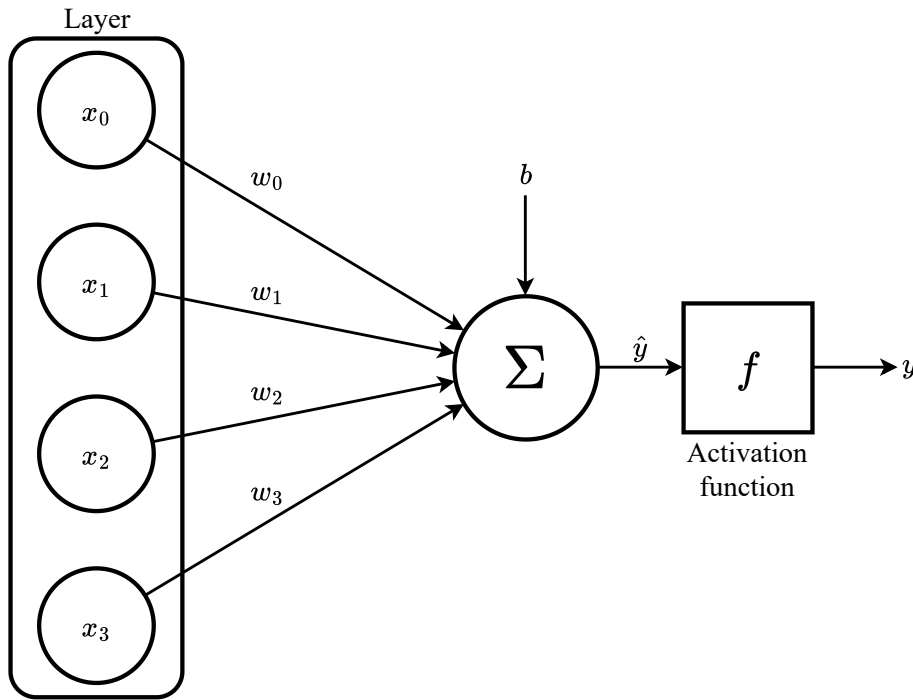 Layer
x₀
w₀
b
x₁
w₁
Σ
ŷ
f
y
w₂
x₂
Activation
function
w₃
x₃